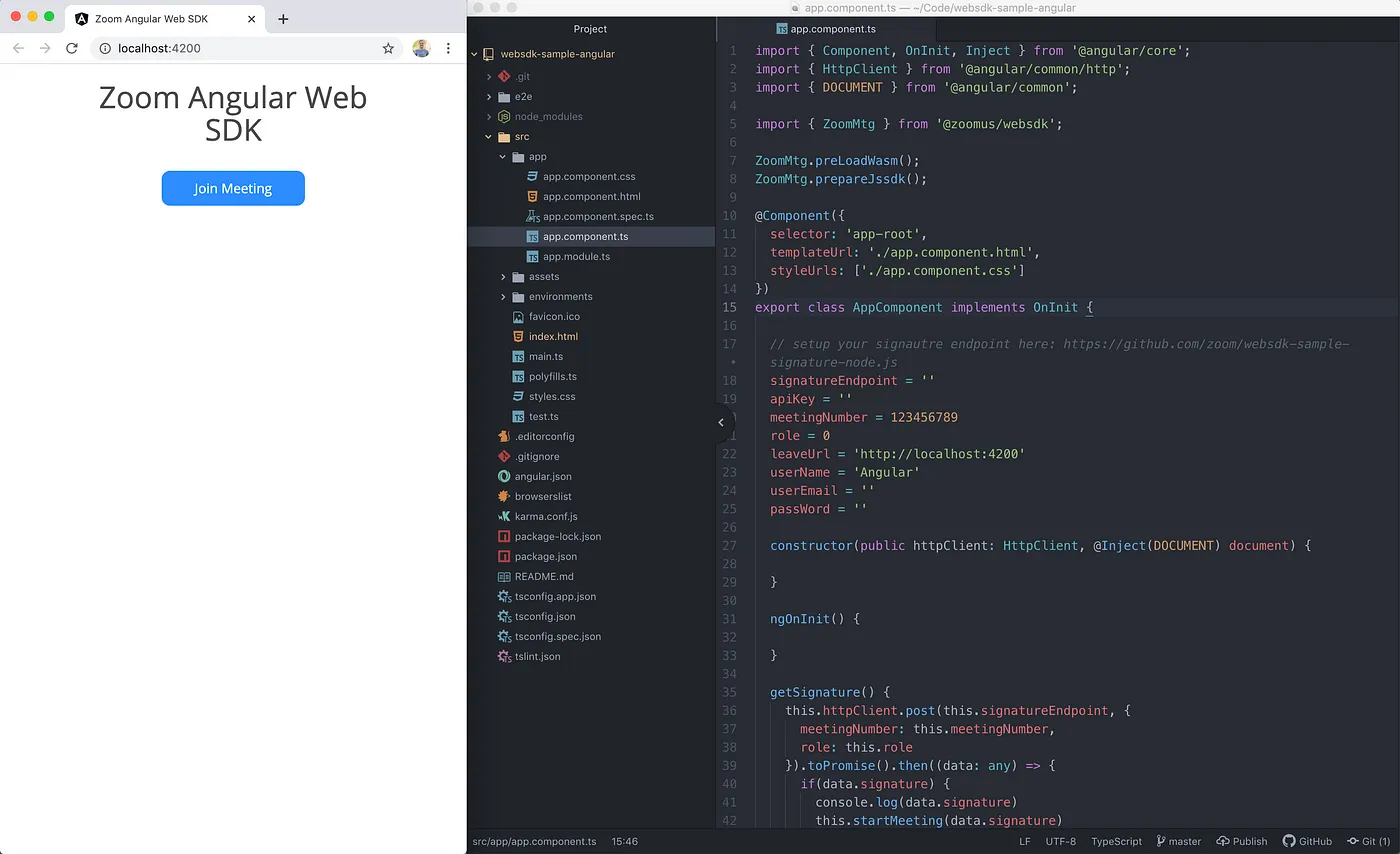 Zoom Angular Web SDK
localhost:4200
Zoom Angular Web
SDK
Join Meeting
app.component.ts — ~/Code/websdk-sample-angular
Project
websdk-sample-angular
.git
e2e
node_modules
src
app
app.component.css
app.component.html
app.component.spec.ts
app.component.ts
app.module.ts
assets
environments
favicon.ico
index.html
main.ts
polyfills.ts
styles.css
test.ts
.editorconfig
.gitignore
angular.json
browserslist
karma.conf.js
package-lock.json
package.json
README.md
tsconfig.app.json
tsconfig.json
tsconfig.spec.json
tslint.json
app.component.ts
1 import { Component, OnInit, Inject } from '@angular/core';
2 import { HttpClient } from '@angular/common/http';
3 import { DOCUMENT } from '@angular/common';
4
5 import { ZoomMtg } from '@zoomus/websdk';
6
7 ZoomMtg.preLoadWasm();
8 ZoomMtg.prepareJssdk();
9
10 @Component({
11 selector: 'app-root',
12 templateUrl: './app.component.html',
13 styleUrls: ['./app.component.css']
14 })
15 export class AppComponent implements OnInit {
16
17 // setup your signautre endpoint here: https://github.com/zoom/websdk-sample-
• signature-node.js
18 signatureEndpoint = ''
19 apiKey = ''
meetingNumber = 123456789
1 role = 0
22 leaveUrl = 'http://localhost:4200'
23 userName = 'Angular'
24 userEmail = ''
25 passWord = ''
26
27 constructor(public httpClient: HttpClient, @Inject(DOCUMENT) document) {
28
29 }
30
31 ngOnInit() {
32
33 }
34
35 getSignature() {
36 this.httpClient.post(this.signatureEndpoint, {
37 meetingNumber: this.meetingNumber,
38 role: this.role
39 }).toPromise().then((data: any) => {
40 if(data.signature) {
41 console.log(data.signature)
42 this.startMeeting(data.signature)
src/app/app.component.ts 15:46
LF UTF-8 TypeScript master Publish GitHub Git (1)